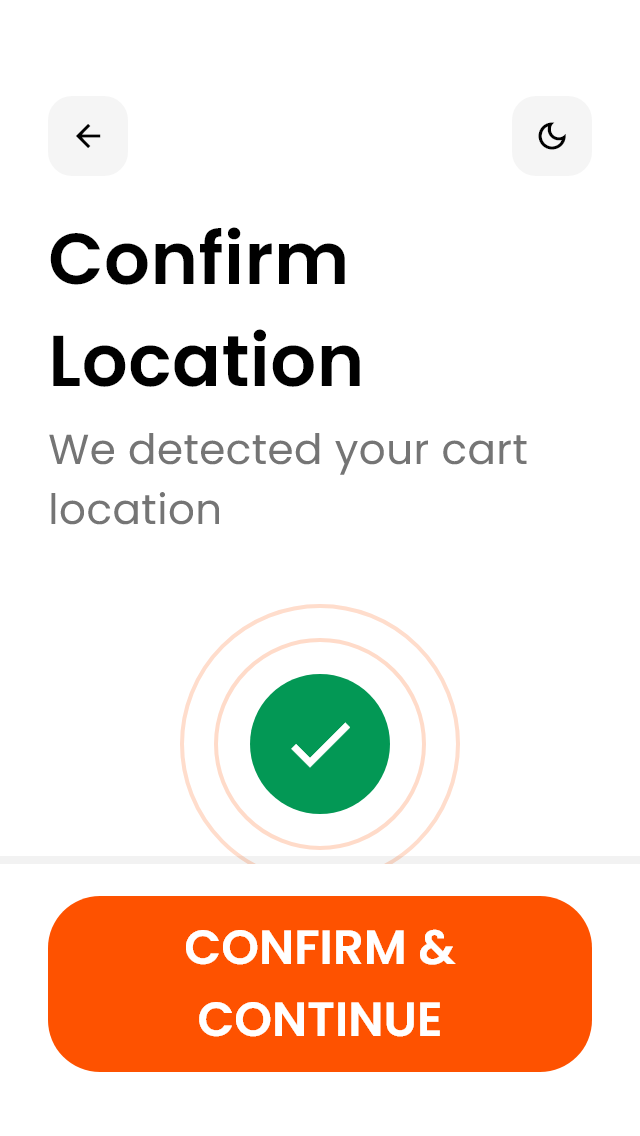 Confirm
Location
We detected your cart
location
CONFIRM &
CONTINUE